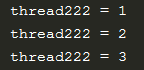 thread222 = 1
thread222 = 2
thread222 = 3